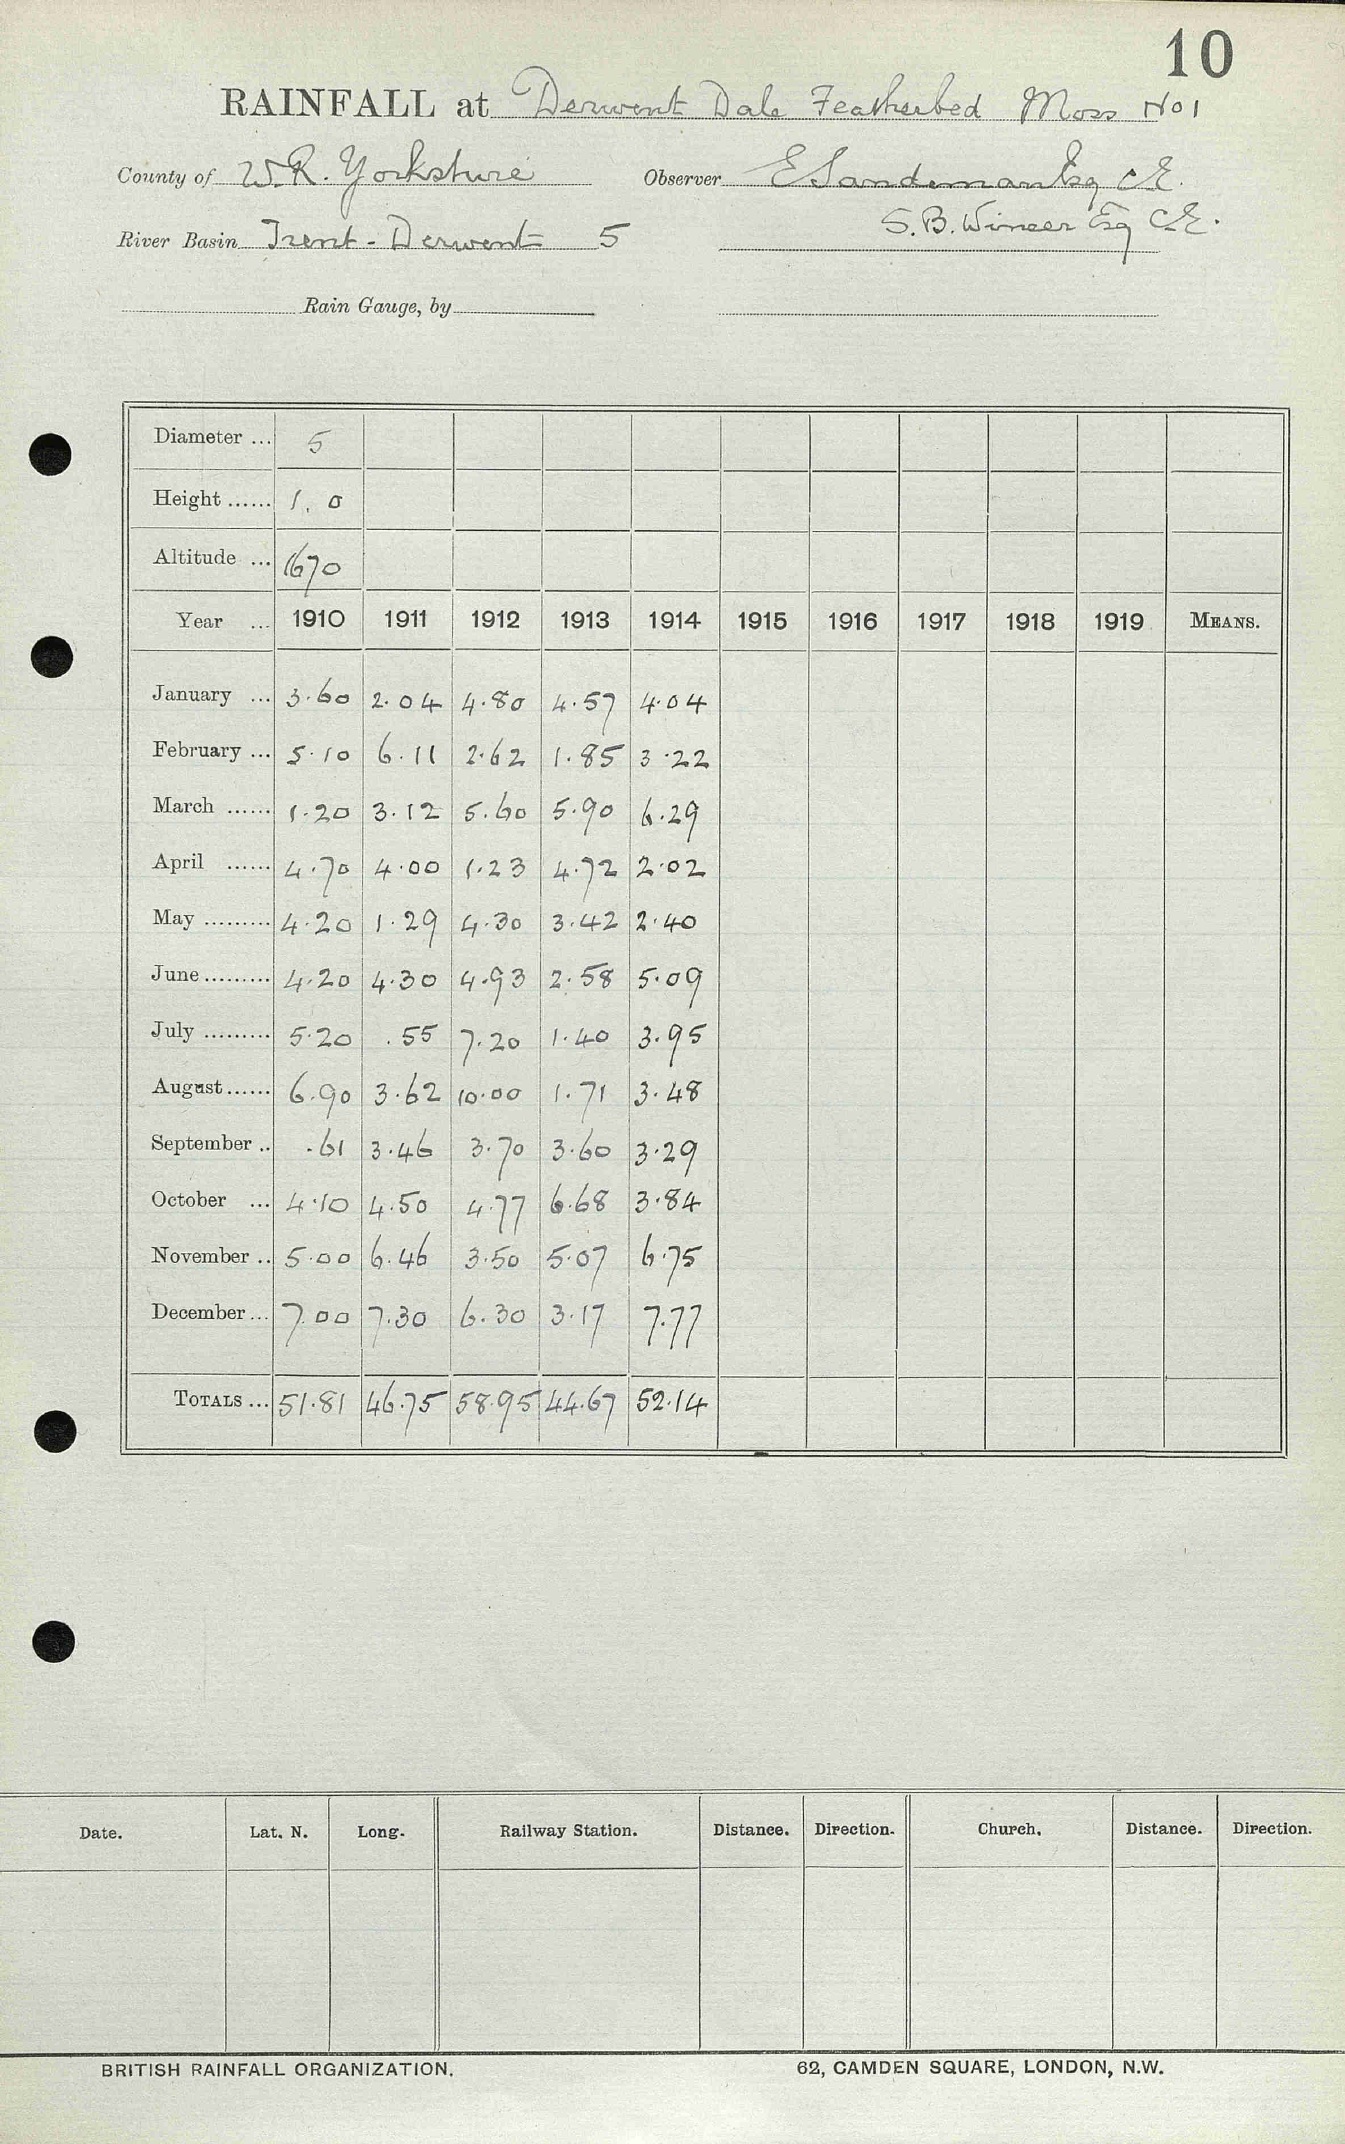 10
RAINFALL at Derwent Dale Featherbed Moss No 1
County of W.R. Yorkshire Observer E Sandeman Esq C.E.
River Basin Trent - Derwent 5 S.B. Winser Esq C.E.
Rain Gauge, by
Diameter ... 5
Height ...... 1. 0
Altitude ... 1670
Year ... 1910 1911 1912 1913 1914 1915 1916 1917 1918 1919 MEANS.
January ... 3.60 2.04 4.80 4.57 4.04
February ... 5.10 6.11 2.62 1.85 3.22
March ...... 1.20 3.12 5.60 5.90 6.29
April ...... 4.70 4.00 1.23 4.72 2.02
May ......... 4.20 1.29 4.30 3.42 2.40
June ......... 4.20 4.30 4.93 2.58 5.09
July ......... 5.20 .55 7.20 1.40 3.95
August ...... 6.90 3.62 10.00 1.71 3.48
September .. .61 3.46 3.70 3.60 3.29
October ... 4.10 4.50 4.77 6.68 3.84
November .. 5.00 6.46 3.50 5.07 6.75
December ... 7.00 7.30 6.30 3.17 7.77
TOTALS ... 51.81 46.75 58.95 44.67 52.14
Date. Lat. N. Long. Railway Station. Distance. Direction. Church. Distance. Direction.
BRITISH RAINFALL ORGANIZATION. 62, CAMDEN SQUARE, LONDON, N.W.